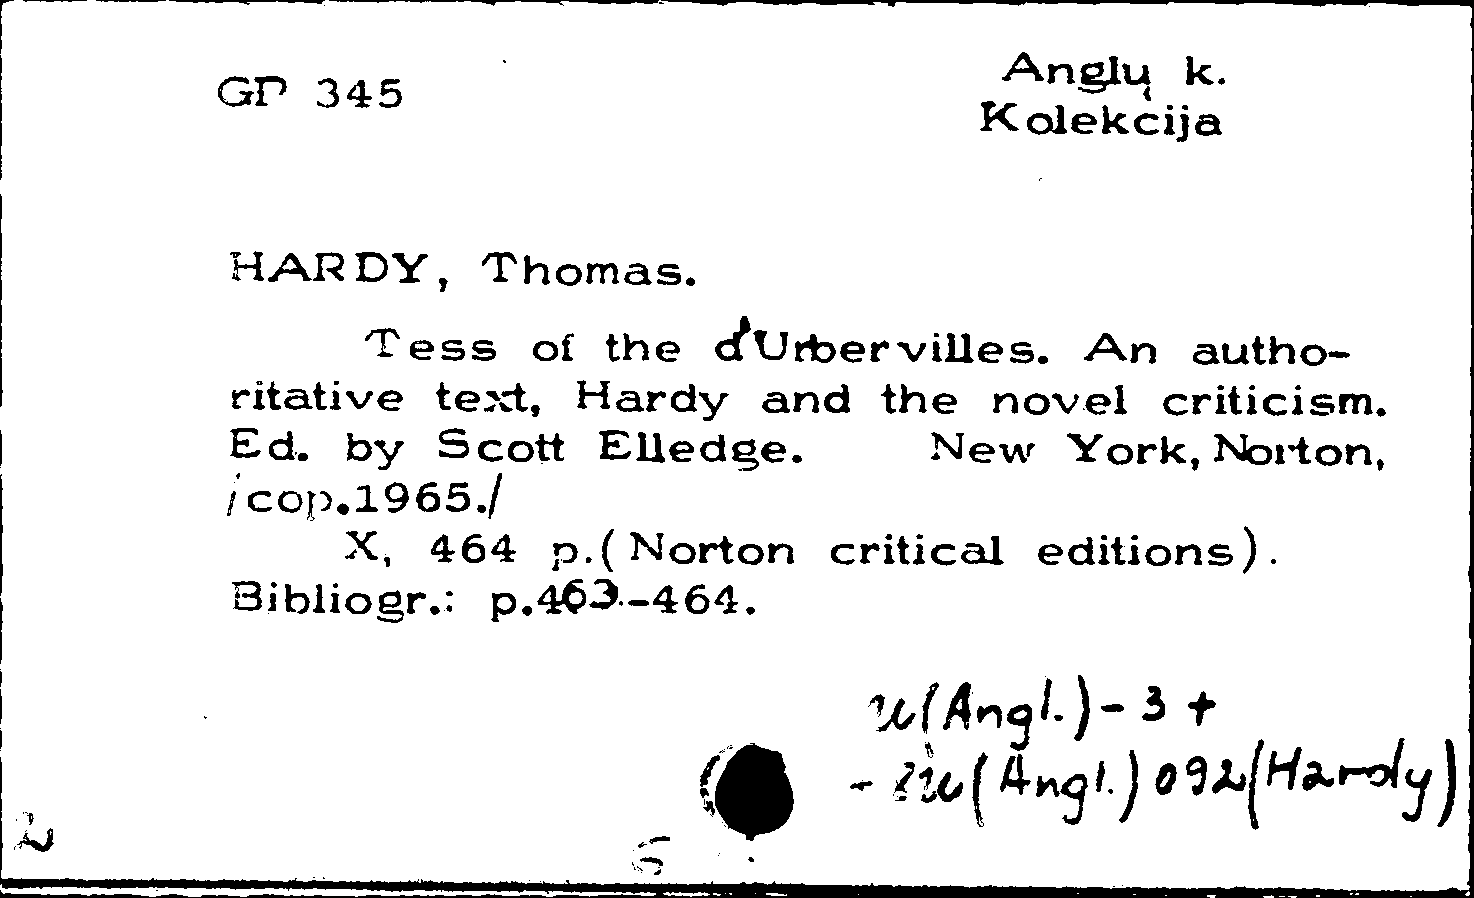 GP 345
Anglų k.
Kolekcija
HARDY, Thomas.
Tess of the d'Urbervilles. An autho-
ritative text, Hardy and the novel criticism.
Ed. by Scott Elledge. New York, Norton,
/cop.1965./
X, 464 p.(Norton critical editions).
Bibliogr.: p.463-464.
и(Angl.)-3 +
(Angl.) 092(Hardy)
2
5